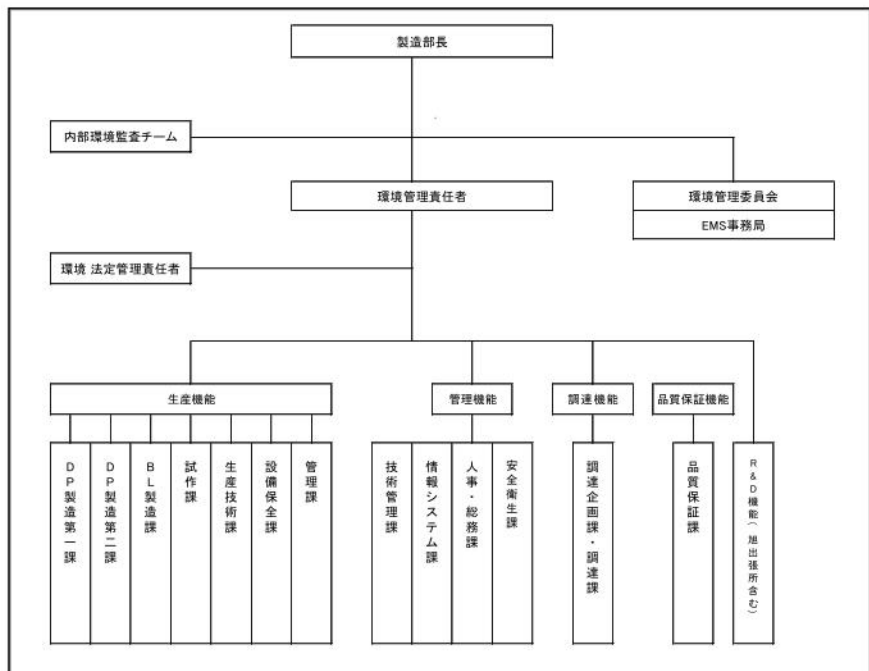 製造部長
内部環境監査チーム
環境管理責任者
環境管理委員会
EMS事務局
環境 法定管理責任者
生産機能
管理機能
調達機能
品質保証機能
DP製造第一課
DP製造第二課
BL製造課
試作課
生産技術課
設備保全課
管理課
技術管理課
情報システム課
人事・総務課
安全衛生課
調達企画課・調達課
品質保証課
R&D機能(旭出張所含む)